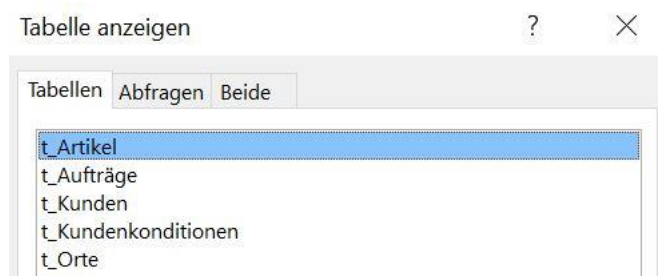 Tabelle anzeigen ? ×
Tabellen Abfragen Beide
t_Artikel
t_Aufträge
t_Kunden
t_Kundenkonditionen
t_Orte